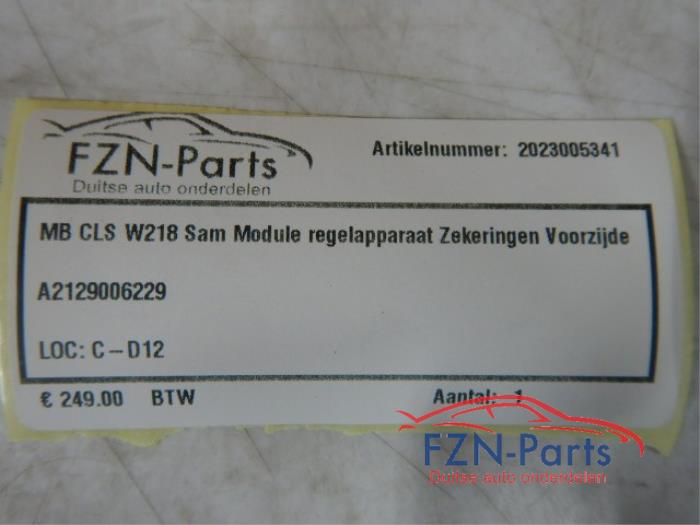 FZN-Parts
Duitse auto onderdelen
Artikelnummer: 2023005341
MB CLS W218 Sam Module regelapparaat Zekeringen Voorzijde
A2129006229
LOC: C-D12
€ 249.00 BTW Aantal: 1
FZN-Parts
Duitse auto onderdelen